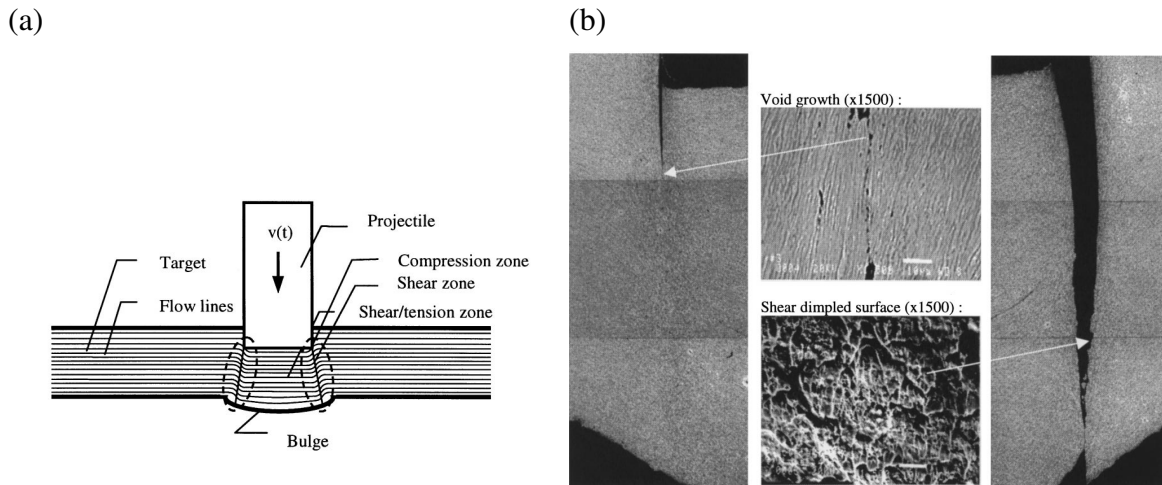 (a)
(b)
v(t)
Projectile
Target
Compression zone
Shear zone
Flow lines
Shear/tension zone
Bulge
Void growth (x1500) :
Shear dimpled surface (x1500) :